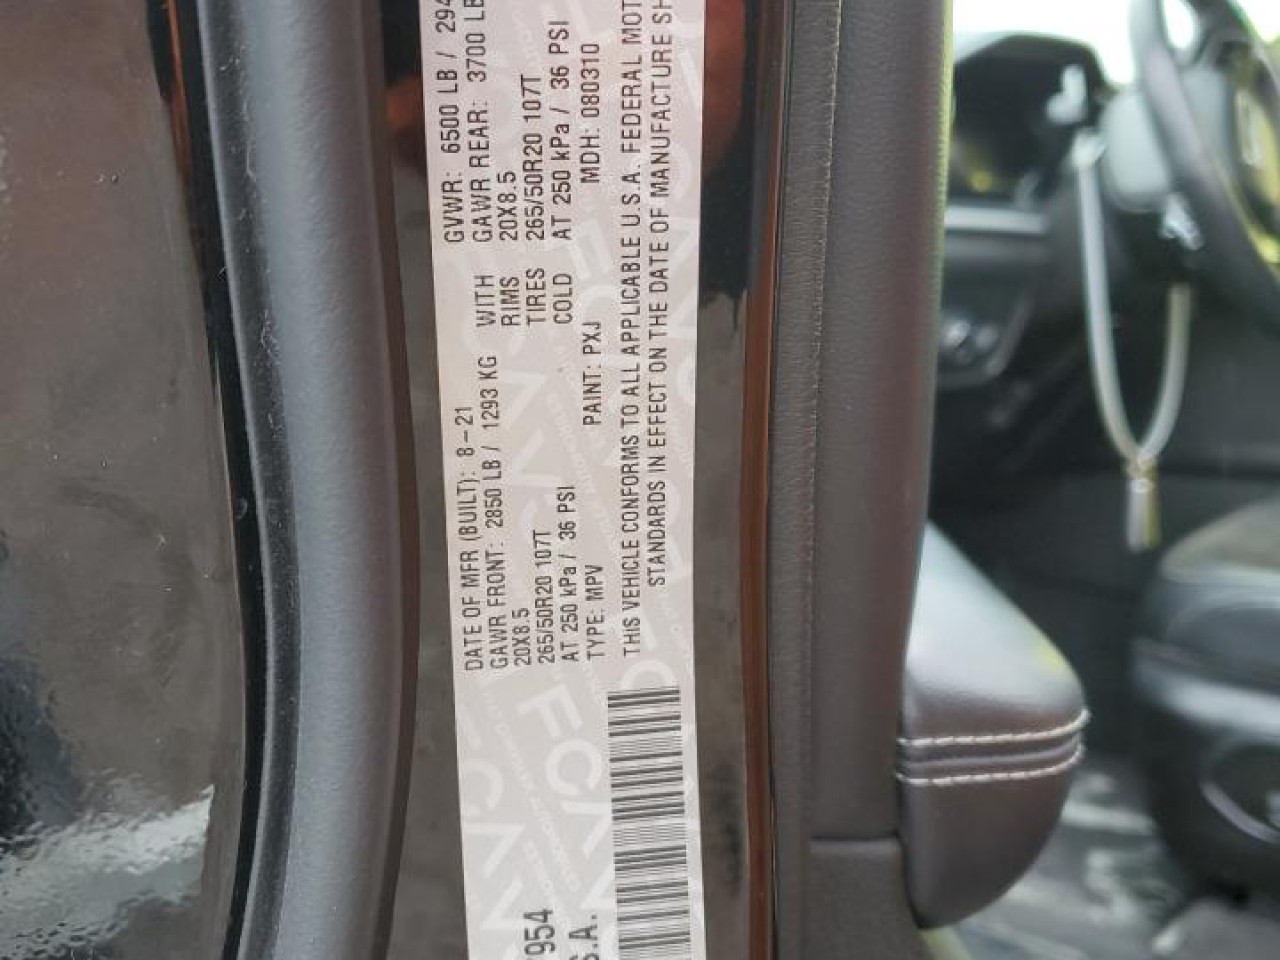 DATE OF MFR (BUILT): 8-21 GVWR: 6500 LB / 294
GAWR FRONT: 2850 LB / 1293 KG WITH GAWR REAR: 3700 LB
20X8.5 RIMS 20X8.5
265/50R20 107T TIRES 265/50R20 107T
AT 250 kPa / 36 PSI COLD AT 250 kPa / 36 PSI
TYPE: MPV PAINT: PXJ MDH: 080310
THIS VEHICLE CONFORMS TO ALL APPLICABLE U.S.A. FEDERAL MOT
STANDARDS IN EFFECT ON THE DATE OF MANUFACTURE SH
954
S.A.
FCA